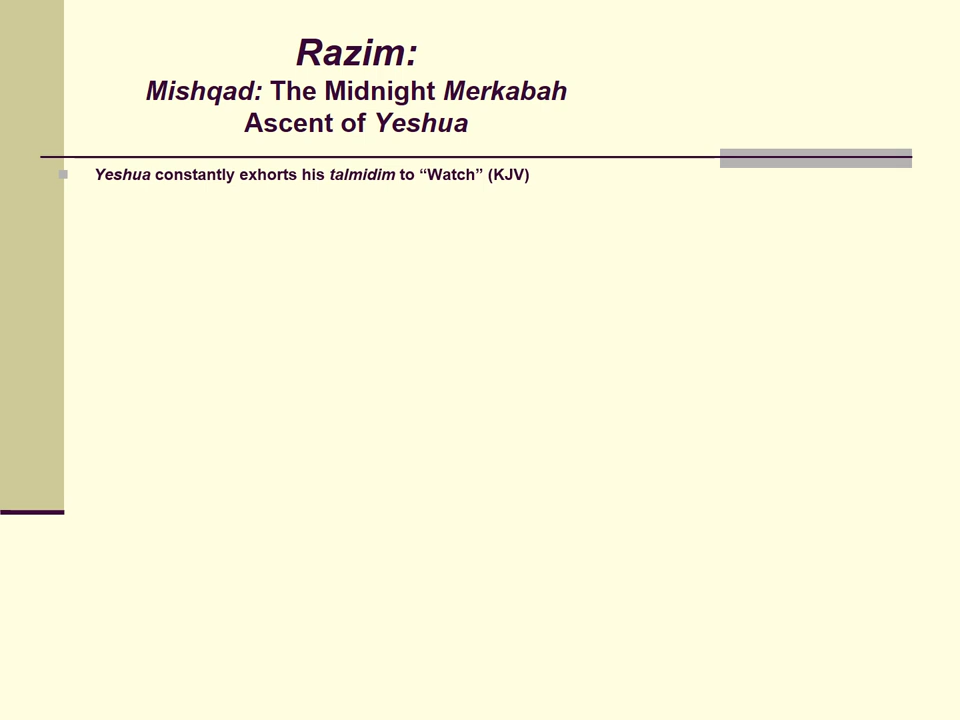 Razim:
Mishqad: The Midnight Merkabah
Ascent of Yeshua
Yeshua constantly exhorts his talmidim to “Watch” (KJV)